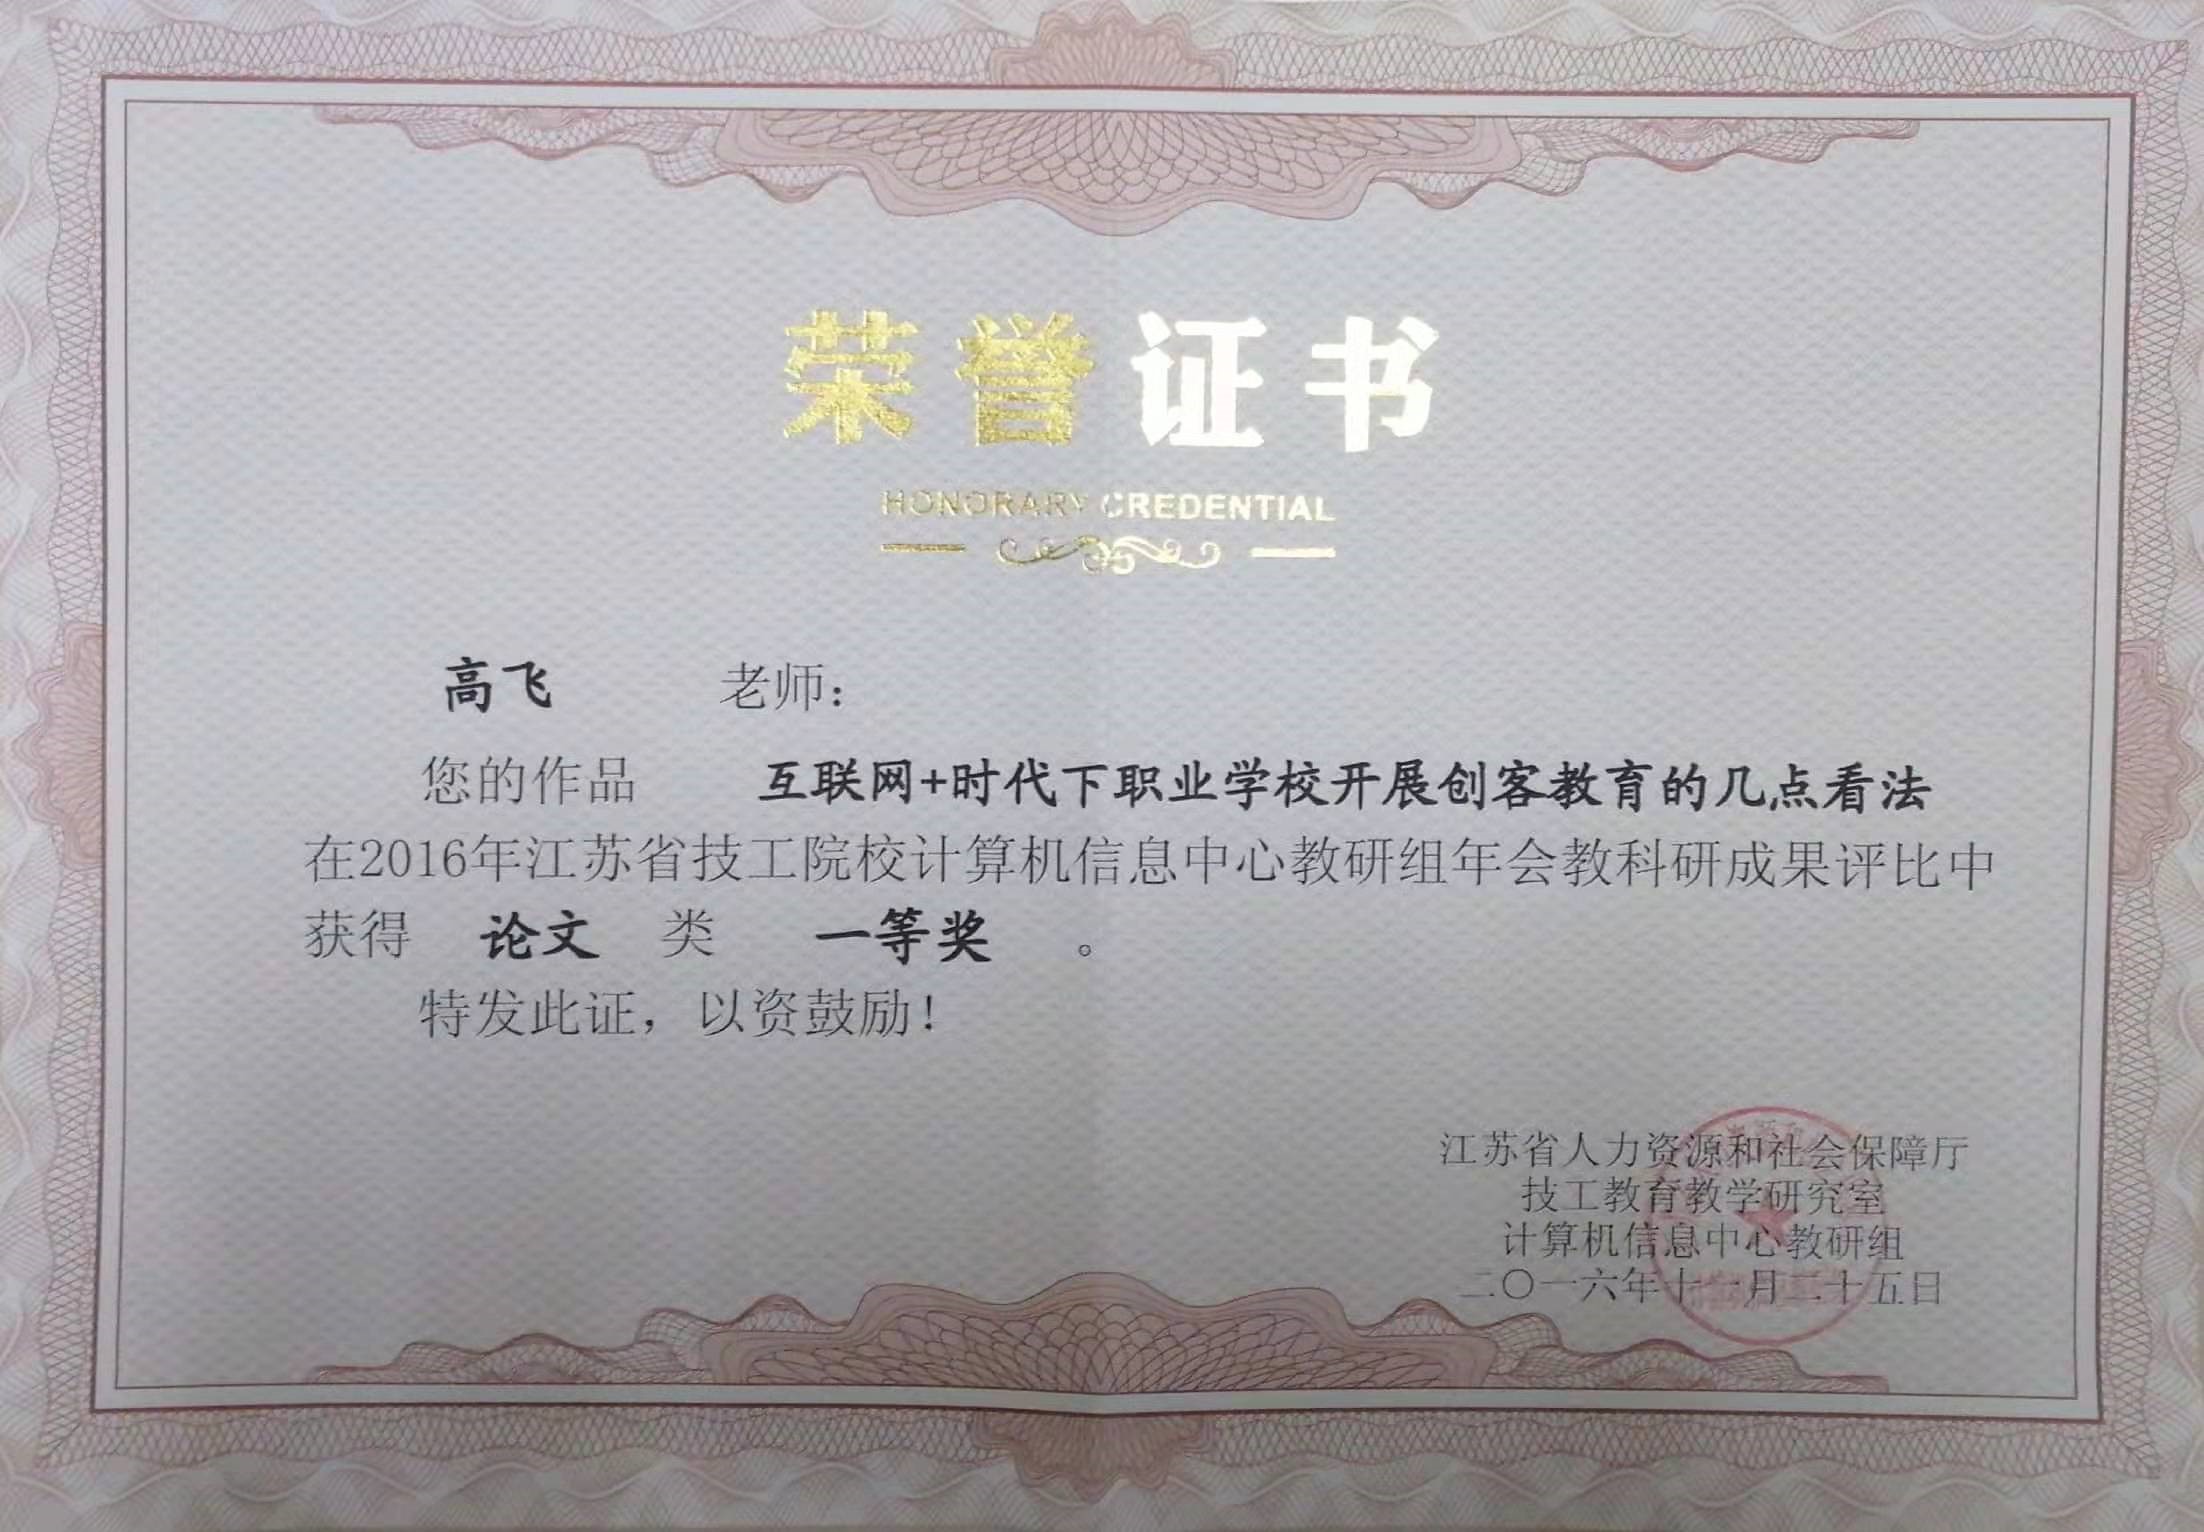 荣誉证书
HONORARY CREDENTIAL
高飞 老师：
您的作品 互联网+时代下职业学校开展创客教育的几点看法
在2016年江苏省技工院校计算机信息中心教研组年会教科研成果评比中
获得 论文 类 一等奖 。
特发此证，以资鼓励！
江苏省人力资源和社会保障厅
技工教育教学研究室
计算机信息中心教研组
二〇一六年十一月二十五日